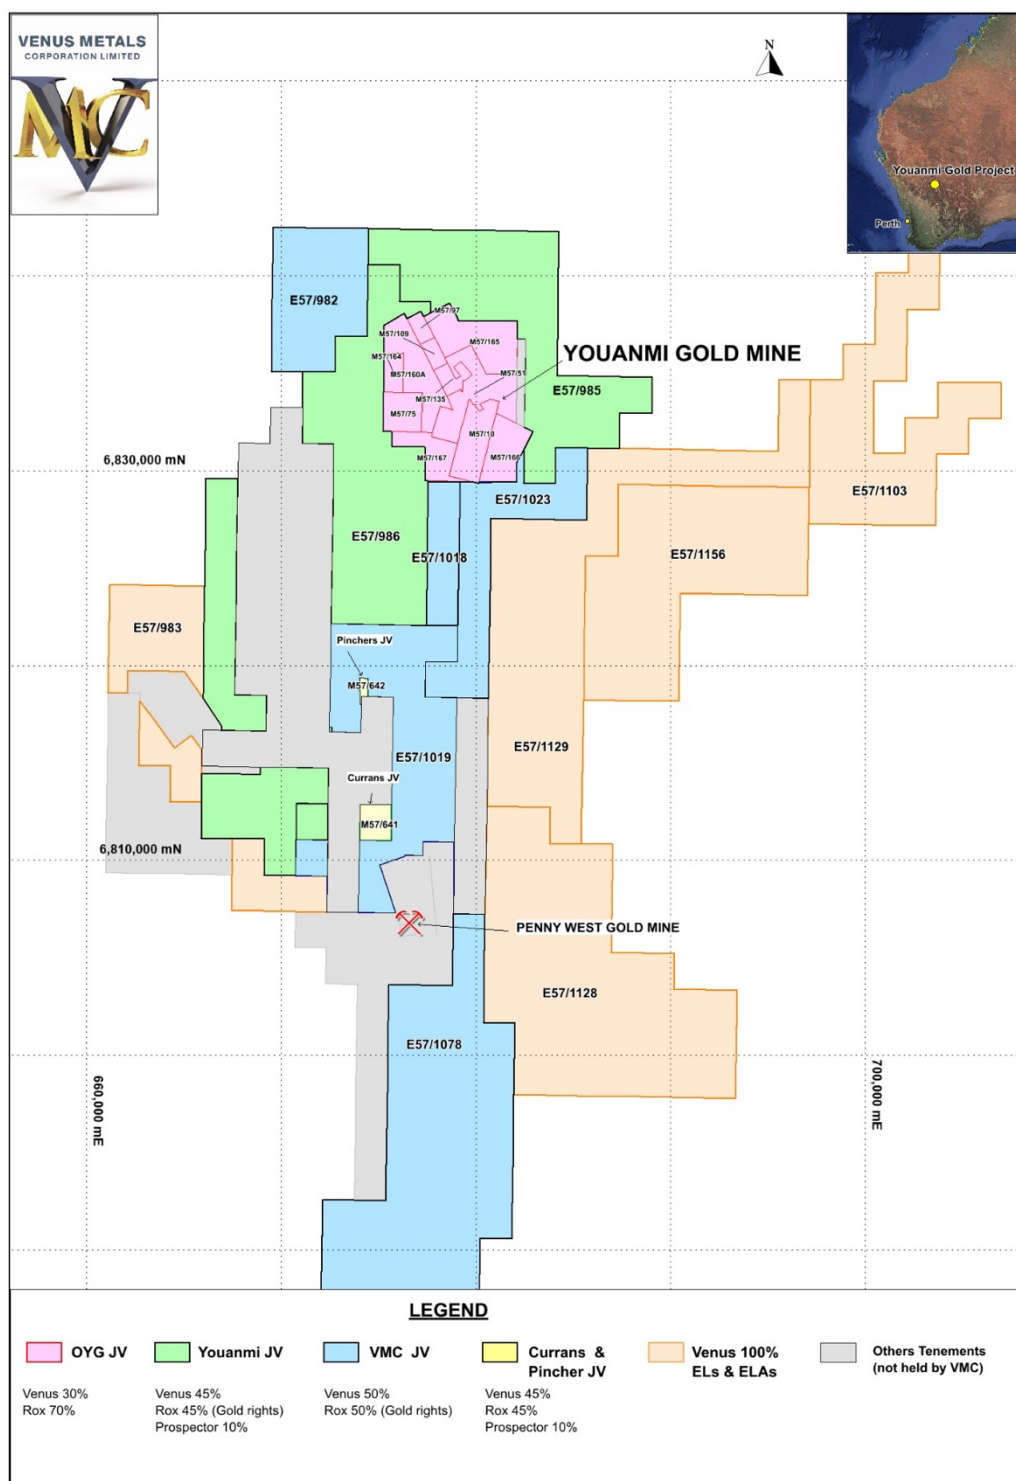 VENUS METALS
CORPORATION LIMITED
VMC
N
Youanmi Gold Project
Perth
E57/982
M57/97
M57/109
M57/165
M57/164
YOUANMI GOLD MINE
M57/160A
M57/51
M57/135
E57/985
M57/75
M57/10
6,830,000 mN
M57/167
M57/166
E57/1103
E57/1023
E57/986
E57/1018
E57/1156
E57/983
Pinchers JV
M57/642
E57/1129
E57/1019
Currans JV
M57/641
6,810,000 mN
PENNY WEST GOLD MINE
E57/1128
E57/1078
660,000 mE
700,000 mE
LEGEND
OYG JV
Venus 30%
Rox 70%
Youanmi JV
Venus 45%
Rox 45% (Gold rights)
Prospector 10%
VMC JV
Venus 50%
Rox 50% (Gold rights)
Currans &
Pincher JV
Venus 45%
Rox 45%
Prospector 10%
Venus 100%
ELs & ELAs
Others Tenements
(not held by VMC)